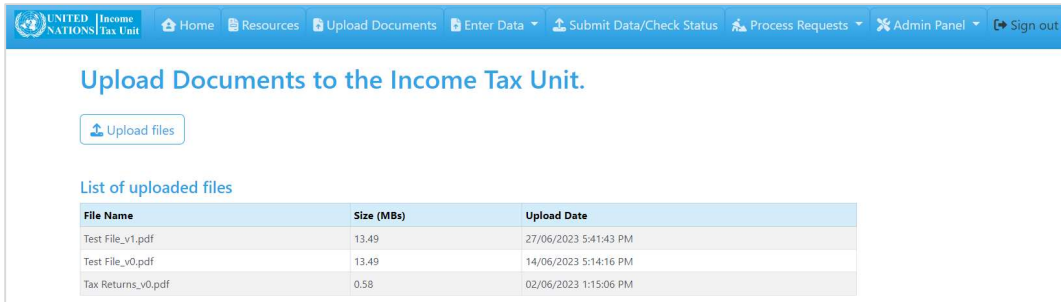 UNITED NATIONS Income Tax Unit Home Resources Upload Documents Enter Data Submit Data/Check Status Process Requests Admin Panel Sign out
Upload Documents to the Income Tax Unit.
Upload files
List of uploaded files
File Name Size (MBs) Upload Date
Test File_v1.pdf 13.49 27/06/2023 5:41:43 PM
Test File_v0.pdf 13.49 14/06/2023 5:14:16 PM
Tax Returns_v0.pdf 0.58 02/06/2023 1:15:06 PM